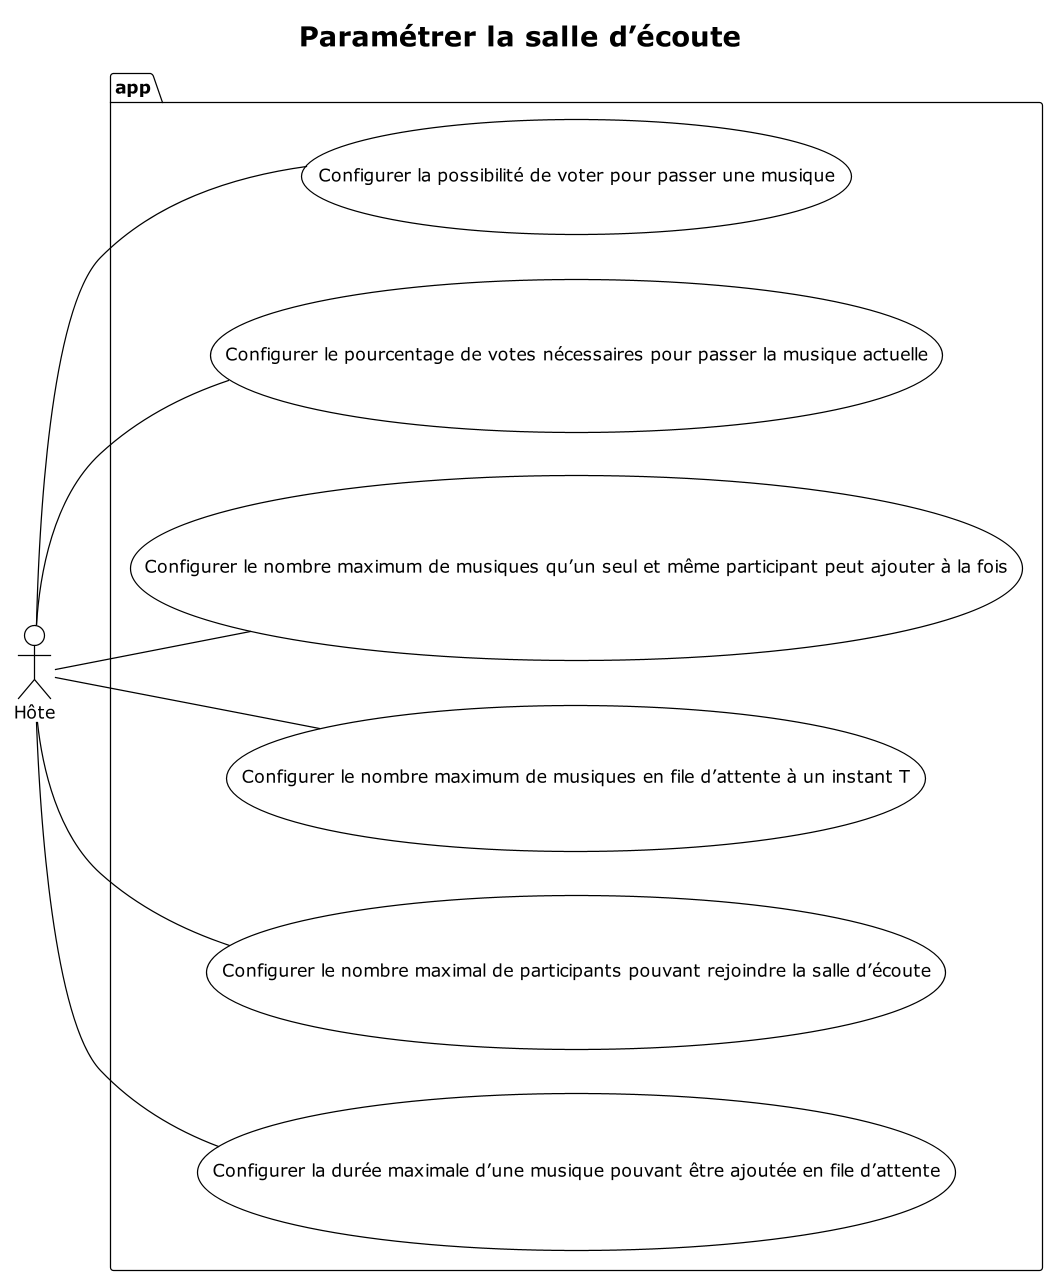 Paramétrer la salle d’écoute
app
Configurer la possibilité de voter pour passer une musique
Configurer le pourcentage de votes nécessaires pour passer la musique actuelle
Configurer le nombre maximum de musiques qu’un seul et même participant peut ajouter à la fois
Hôte
Configurer le nombre maximum de musiques en file d’attente à un instant T
Configurer le nombre maximal de participants pouvant rejoindre la salle d’écoute
Configurer la durée maximale d’une musique pouvant être ajoutée en file d’attente